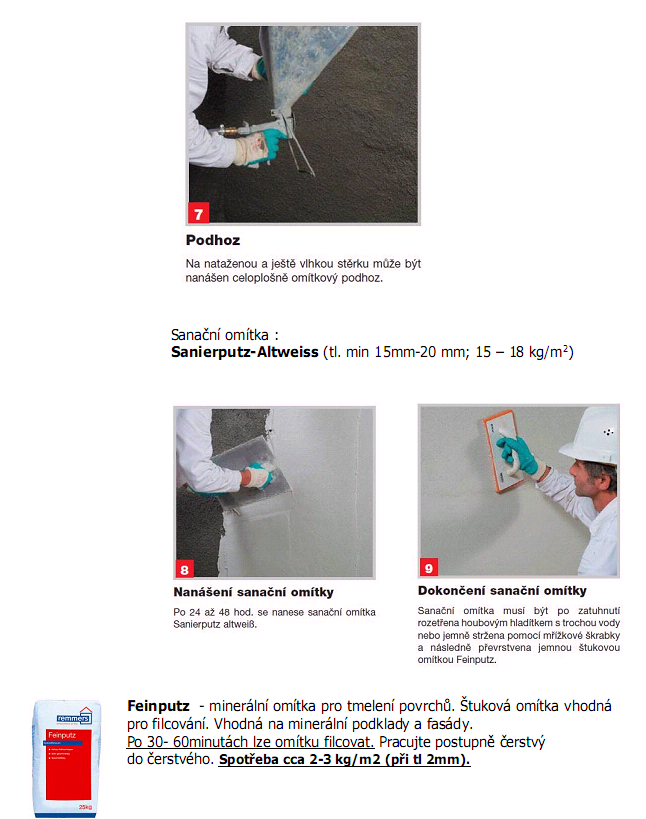 7
Podhoz
Na nataženou a ještě vlhkou stěrku může být
nanášen celoplošně omítkový podhoz.
Sanační omítka :
Sanierputz-Altweiss (tl. min 15mm-20 mm; 15 – 18 kg/m²)
8
Nanášení sanační omítky
Po 24 až 48 hod. se nanese sanační omítka
Sanierputz altweiß.
9
Dokončení sanační omítky
Sanační omítka musí být po zatuhnutí
rozetřena houbovým hladítkem s trochou vody
nebo jemně stržena pomocí mřížkové škrabky
a následně převrstvena jemnou štukovou
omítkou Feinputz.
remmers
Feinputz
25kg
Feinputz - minerální omítka pro tmelení povrchů. Štuková omítka vhodná
pro filcování. Vhodná na minerální podklady a fasády.
Po 30- 60minutách lze omítku filcovat. Pracujte postupně čerstvý
do čerstvého. Spotřeba cca 2-3 kg/m2 (při tl 2mm).